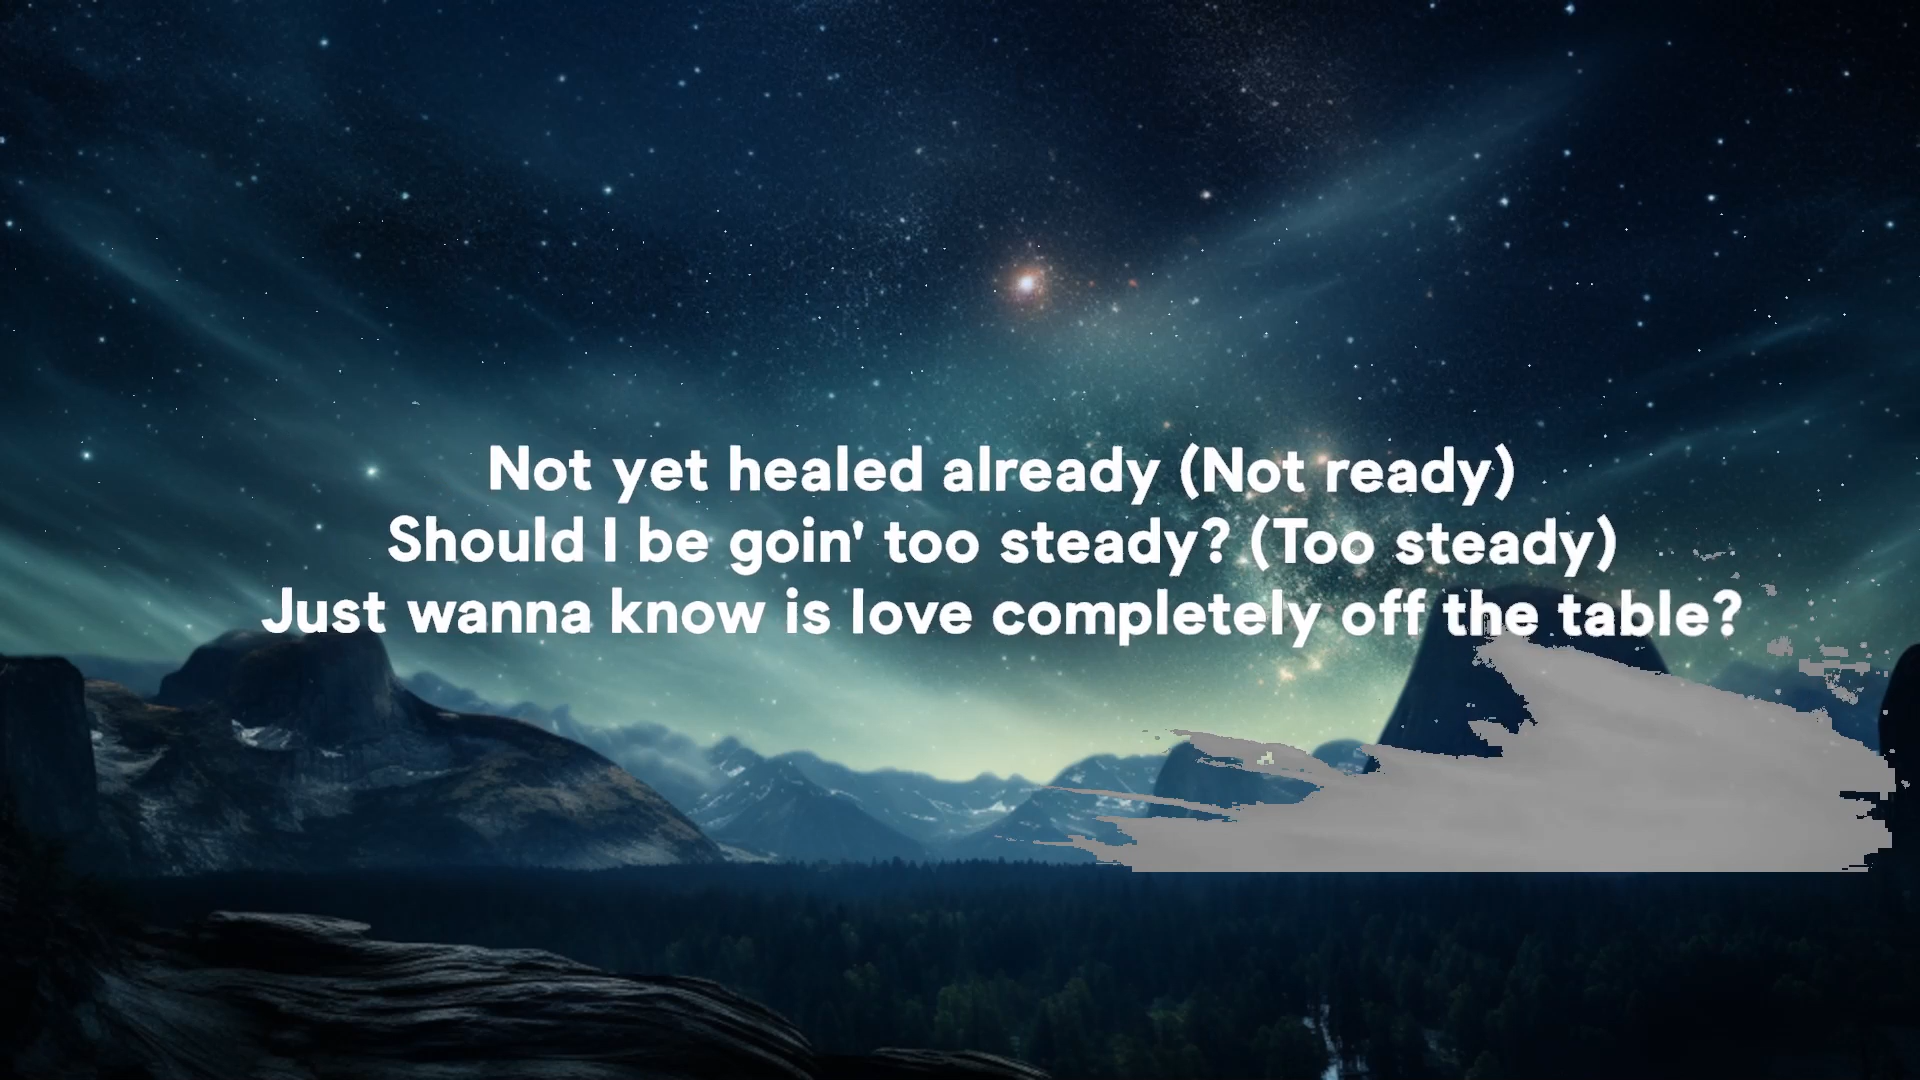 Not yet healed already (Not ready)
Should I be goin' too steady? (Too steady)
Just wanna know is love completely off the table?